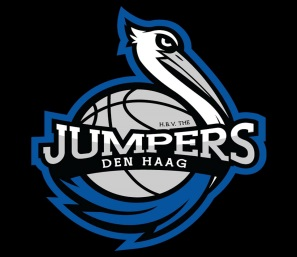 H.B.V. THE
JUMPERS
DEN HAAG